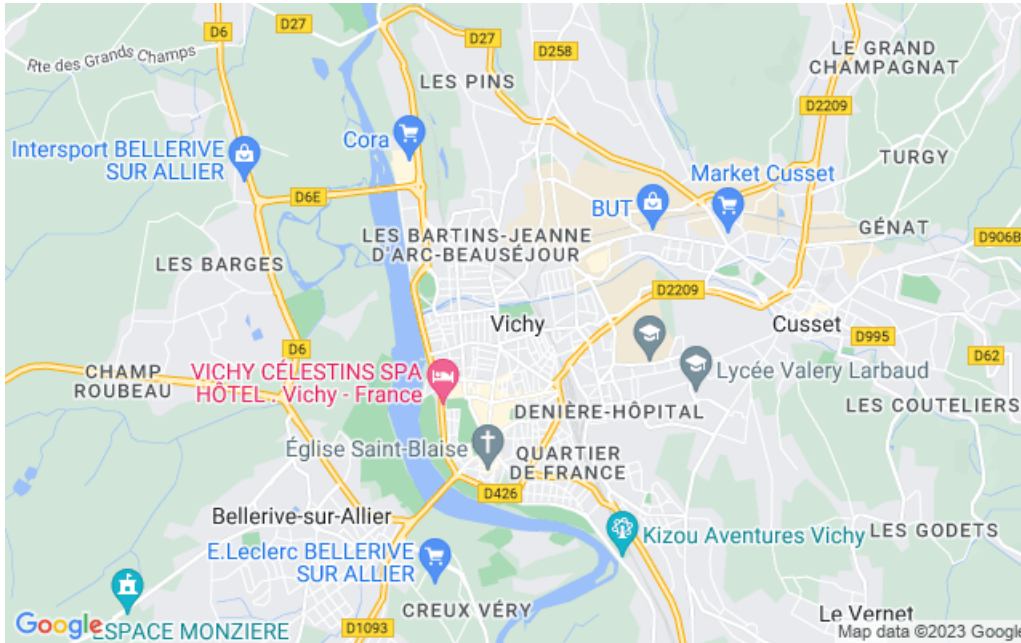 D6
D27
D27
D258
LE GRAND
CHAMPAGNAT
Rte des Grands Champs
LES PINS
D2209
Cora
Intersport BELLERIVE
SUR ALLIER
TURGY
Market Cusset
D6E
BUT
GÉNAT
LES BARTINS-JEANNE
D'ARC-BEAUSÉJOUR
D906B
LES BARGES
D2209
Vichy
Cusset
D995
D6
D62
CHAMP
ROUBEAU
VICHY CÉLESTINS SPA
HÔTEL . Vichy - France
Lycée Valery Larbaud
DENIÈRE-HÔPITAL
LES COUTELIERS
Église Saint-Blaise
QUARTIER
DE FRANCE
D426
Bellerive-sur-Allier
Kizou Aventures Vichy
LES GODETS
E.Leclerc BELLERIVE
SUR ALLIER
CREUX VÉRY
Le Vernet
Google
ESPACE MONZIERE
D1093
Map data ©2023 Google